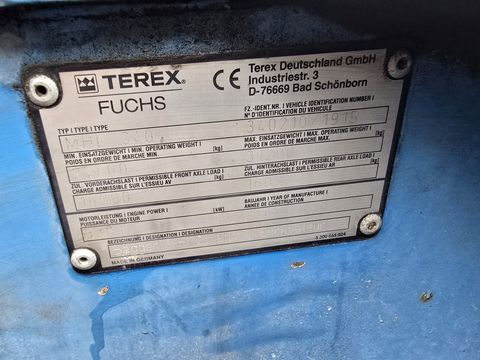 TEREX®
FUCHS
CE
Terex Deutschland GmbH
Industriestr. 3
D-76669 Bad Schönborn
FZ.-IDENT.NR. I VEHICLE IDENTIFICATION NUMBER I
N° D'IDENTIFICATION DU VÉHICULE
TYP I TYPE I TYPE
MIN. EINSATZGEWICHT I MIN. OPERATING WEIGHT I
POIDS EN ORDRE DE MARCHE MIN.
[kg]
MAX. EINSATZGEWICHT I MAX. OPERATING WEIGHT I
POIDS EN ORDRE DE MARCHE MAX.
[kg]
ZUL. VORDERACHSLAST I PERMISSIBLE FRONT AXLE LOAD I
CHARGE ADMISSIBLE SUR L'ESSIEU AV
[kg]
ZUL. HINTERACHSLAST I PERMISSIBLE REAR AXLE LOAD I
CHARGE ADMISSIBLE SUR L'ESSIEU AR
[kg]
MOTORLEISTUNG I ENGINE POWER I
PUISSANCE DU MOTEUR
[kW]
BAUJAHR I YEAR OF MANUFACTURE I
ANNEE DE CONSTRUCTION
BEZEICHNUNG I DESIGNATION I DESIGNATION
MADE IN GERMANY